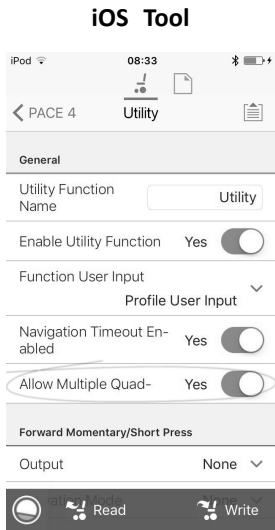 iOS Tool
iPod 08:33
PACE 4 Utility
General
Utility Function
Name
Utility
Enable Utility Function Yes
Function User Input
Profile User Input
Navigation Timeout En-
abled
Yes
Allow Multiple Quad- Yes
Forward Momentary/Short Press
Output None
Read Write